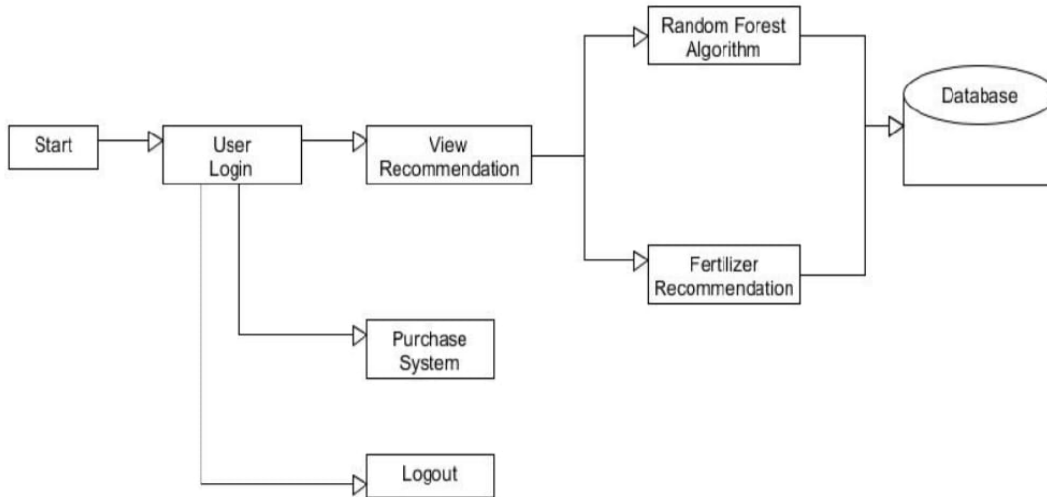 Start
User
Login
View
Recommendation
Random Forest
Algorithm
Fertilizer
Recommendation
Database
Purchase
System
Logout